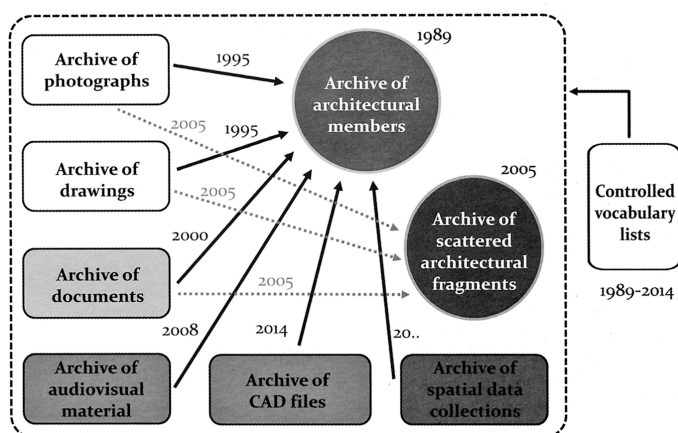 Archive of
photographs
1995
1989
Archive of
architectural
members
2005
1995
Archive of
drawings
2005
2005
Archive of
scattered
architectural
fragments
Controlled
vocabulary
lists
1989-2014
2000
Archive of
documents
2005
2008
2014
20..
Archive of
audiovisual
material
Archive of
CAD files
Archive of
spatial data
collections